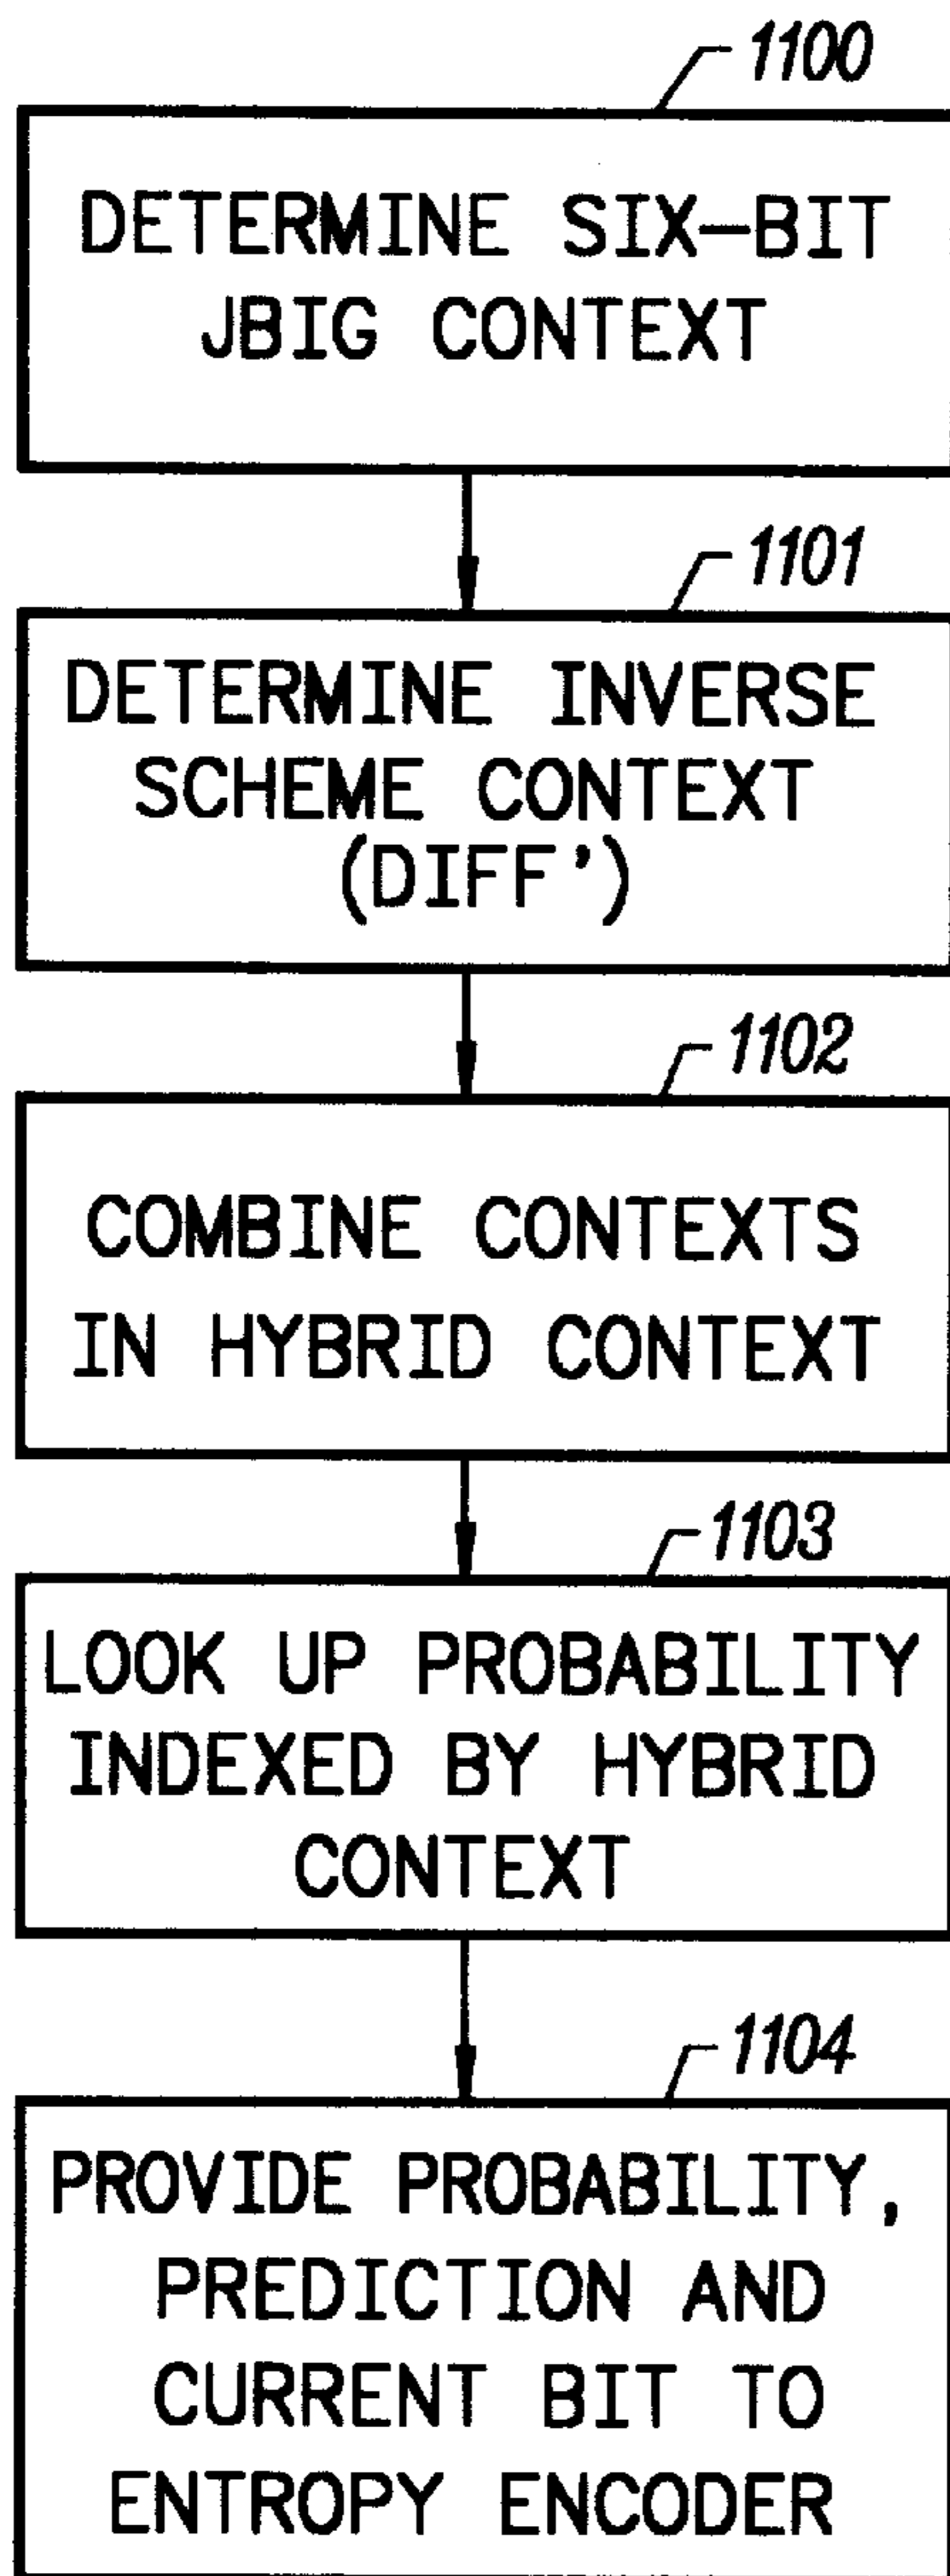 1100
DETERMINE SIX-BIT
JBIG CONTEXT
1101
DETERMINE INVERSE
SCHEME CONTEXT
(DIFF')
1102
COMBINE CONTEXTS
IN HYBRID CONTEXT
1103
LOOK UP PROBABILITY
INDEXED BY HYBRID
CONTEXT
1104
PROVIDE PROBABILITY,
PREDICTION AND
CURRENT BIT TO
ENTROPY ENCODER